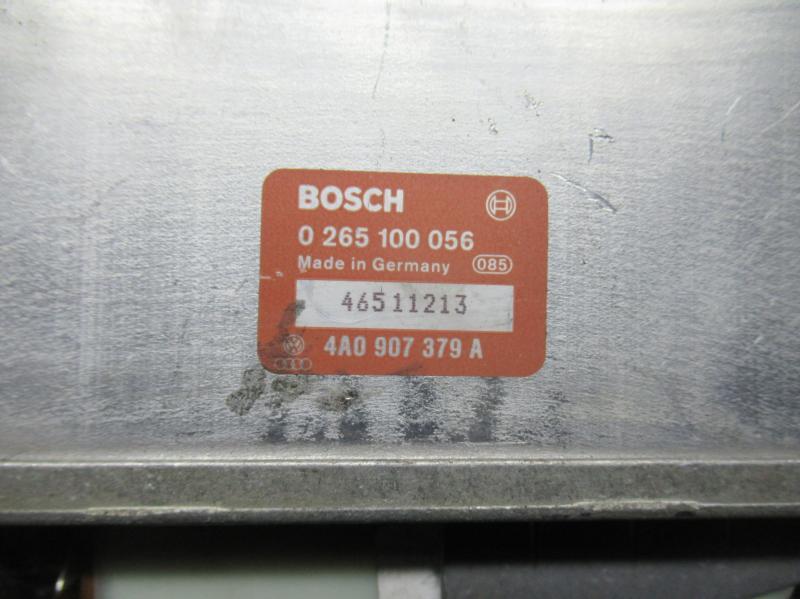 BOSCH
0 265 100 056
Made in Germany 085
46511213
4A0 907 379 A